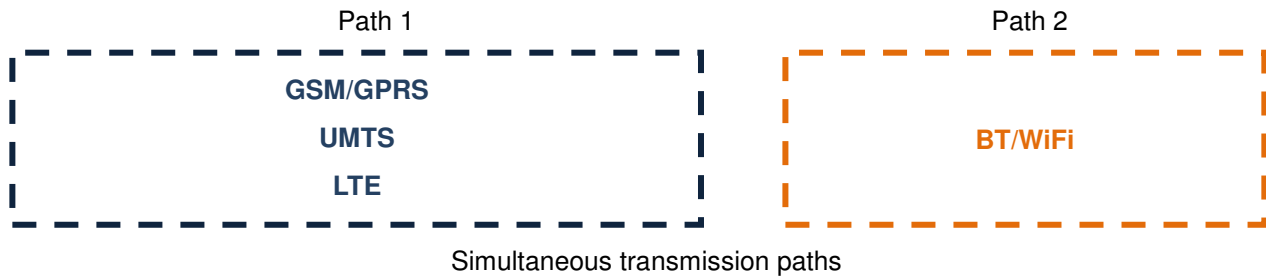 Path 1
GSM/GPRS
UMTS
LTE
Path 2
BT/WiFi
Simultaneous transmission paths